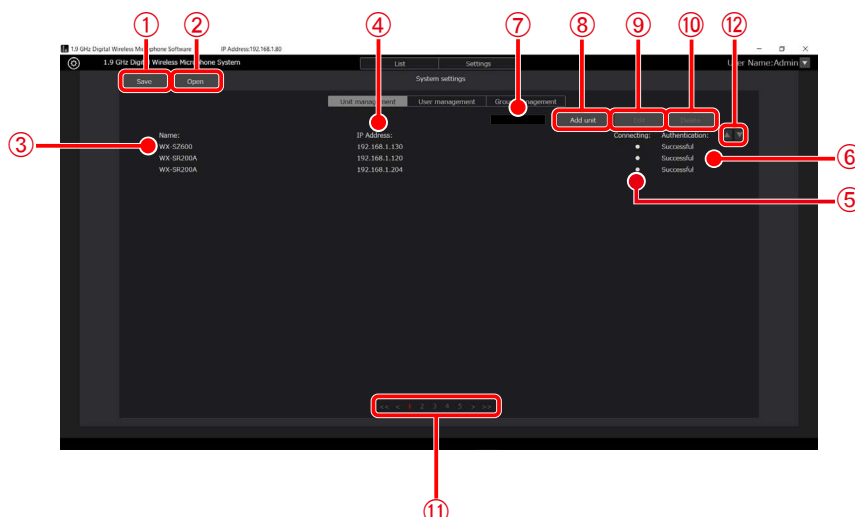 ① ② ④ ⑦ ⑧ ⑨ ⑩ ⑫
1.9 GHz Digital Wireless Microphone Software IP Address:192.168.1.80
1.9 GHz Digital Wireless Microphone System List Settings User Name:Admin
Save Open System settings
Unit management User management Group management
Add unit Edit Delete
Name: IP Address: Connecting: Authentication:
③ WX-SZ600 192.168.1.130 Successful
WX-SR200A 192.168.1.120 Successful ⑥
WX-SR200A 192.168.1.204 Successful
⑤
<< < 1 2 3 4 5 > >>
⑪